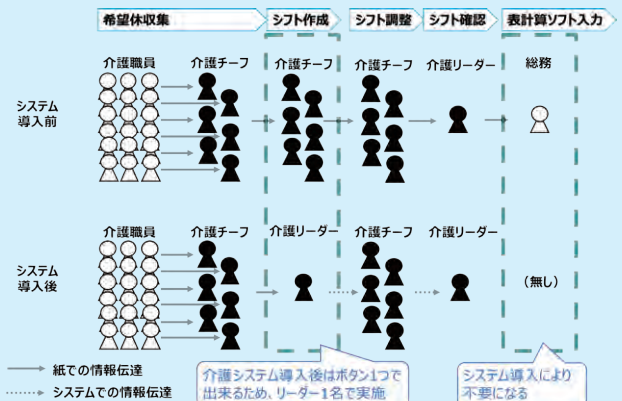 希望休収集
シフト作成
シフト調整
シフト確認
表計算ソフト入力
介護職員
介護チーフ
介護チーフ
介護チーフ
介護リーダー
総務
システム
導入前
介護職員
介護チーフ
介護リーダー
介護チーフ
介護リーダー
システム
導入後
（無し）
紙での情報伝達
システムでの情報伝達
介護システム導入後はボタン1つで
出来るため、リーダー1名で実施
システム導入により
不要になる